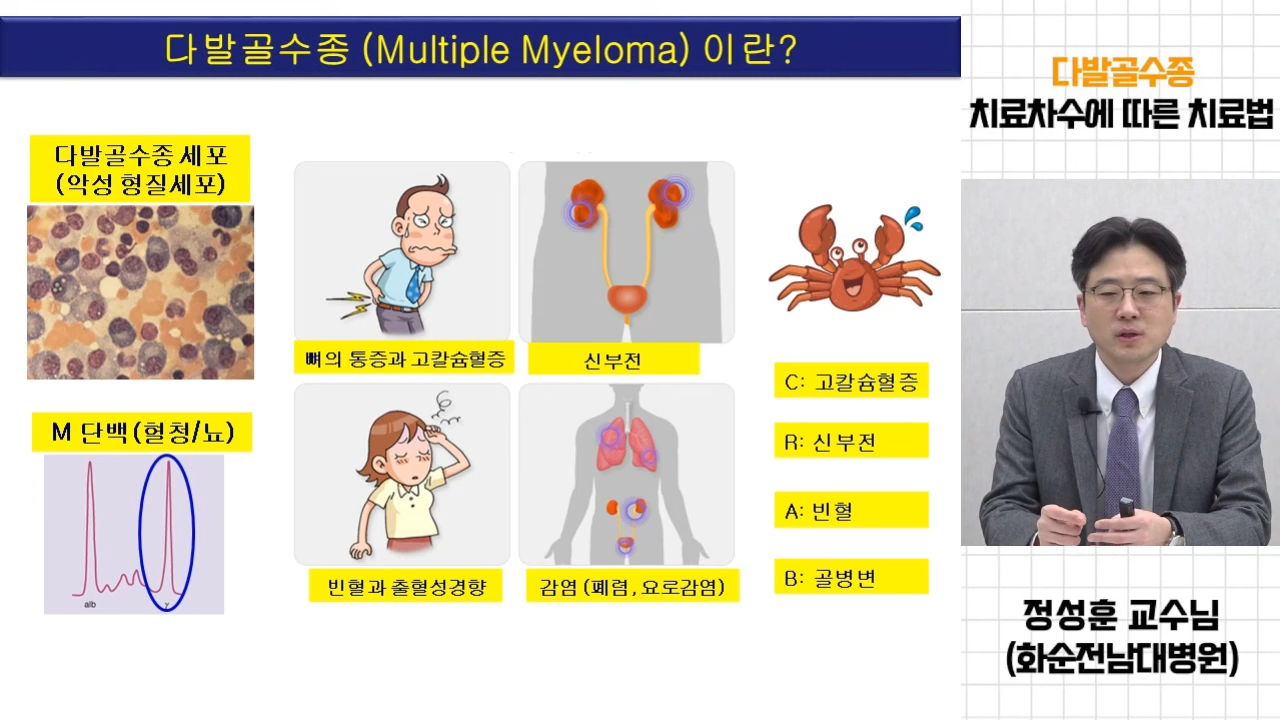 다발골수종 (Multiple Myeloma) 이란?
다발골수종 세포
(악성 형질세포)
M 단백 (혈청/뇨)
alb
γ
뼈의 통증과 고칼슘혈증
신부전
빈혈과 출혈성경향
감염 (폐렴, 요로감염)
C: 고칼슘혈증
R: 신부전
A: 빈혈
B: 골병변
다발골수종
치료차수에 따른 치료법
정성훈 교수님
(화순전남대병원)